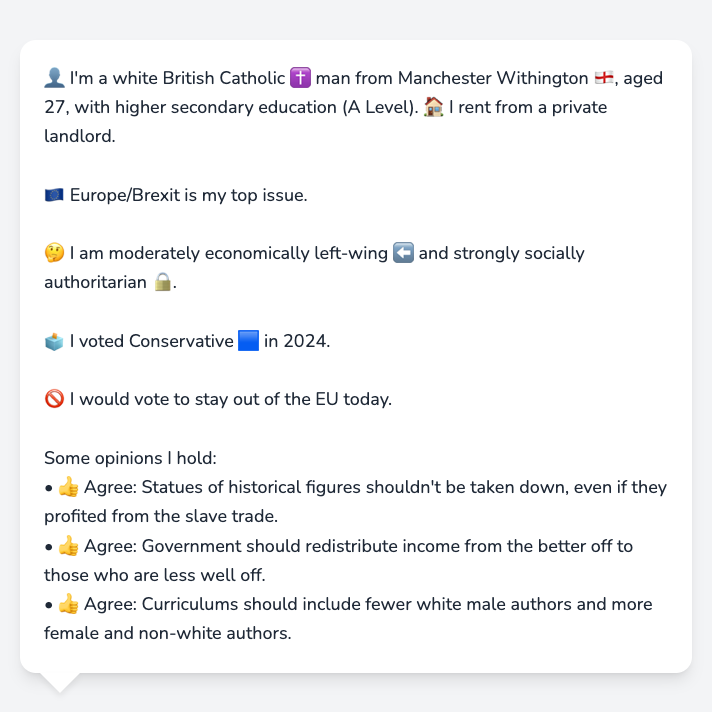 👤 I'm a white British Catholic ✝️ man from Manchester Withington 🏴󠁧󠁢󠁥󠁮󠁧󠁿, aged
27, with higher secondary education (A Level). 🏠 I rent from a private
landlord.
🇪🇺 Europe/Brexit is my top issue.
🤔 I am moderately economically left-wing ⬅️ and strongly socially
authoritarian 🔒.
🗳️ I voted Conservative 🟦 in 2024.
🚫 I would vote to stay out of the EU today.
Some opinions I hold:
• 👍 Agree: Statues of historical figures shouldn't be taken down, even if they
profited from the slave trade.
• 👍 Agree: Government should redistribute income from the better off to
those who are less well off.
• 👍 Agree: Curriculums should include fewer white male authors and more
female and non-white authors.